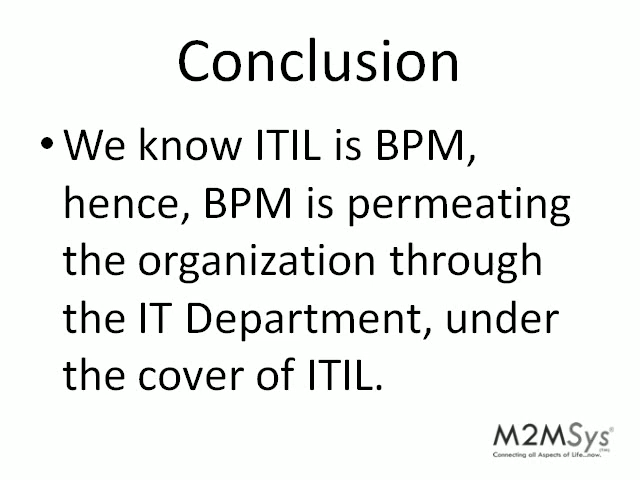 Conclusion
• We know ITIL is BPM,
hence, BPM is permeating
the organization through
the IT Department, under
the cover of ITIL.
M2MSys®
(TM)
Connecting all Aspects of Life...now.